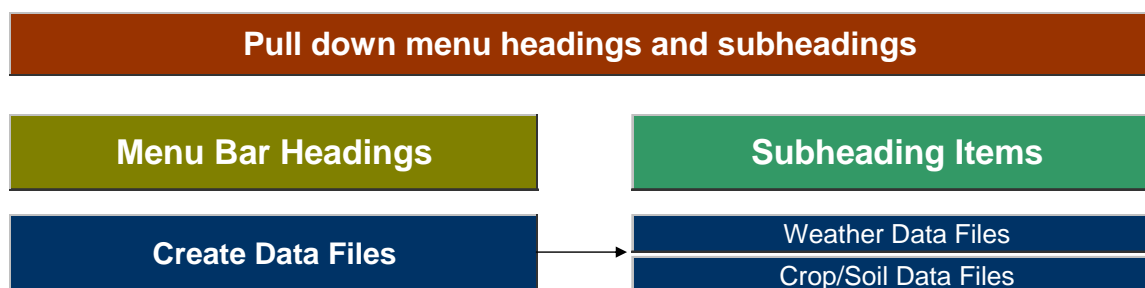 Pull down menu headings and subheadings
Menu Bar Headings
Subheading Items
Create Data Files
Weather Data Files
Crop/Soil Data Files